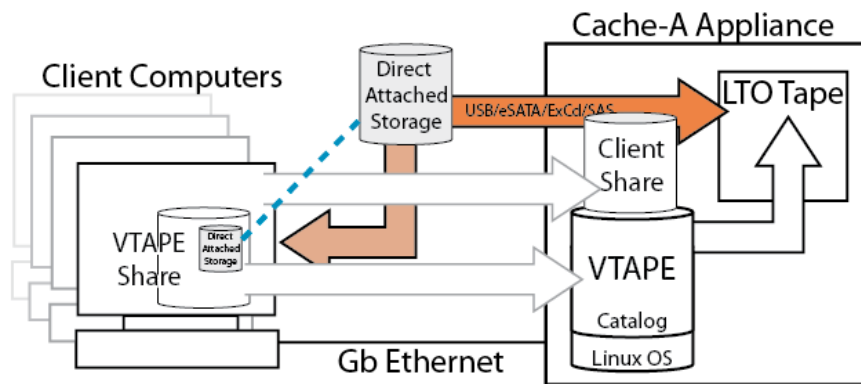 Cache-A Appliance
Client Computers
Direct
Attached
Storage
USB/eSATA/ExCd/SAS
LTO Tape
Client
Share
VTAPE
Share
Direct
Attached
Storage
VTAPE
Catalog
Linux OS
Gb Ethernet